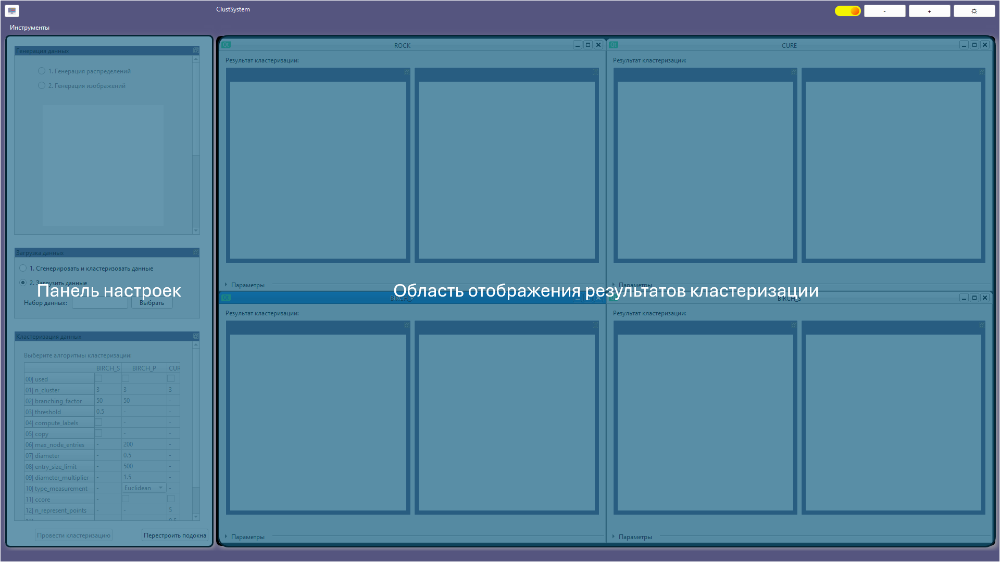 ClustSystem
- + ☼
Инструменты
Генерация данных
1. Генерация распределений
2. Генерация изображений
Загрузка данных
1. Сгенерировать и кластеризовать данные
2. Загрузить данные
Панель настроек
Набор данных: Выбрать
Кластеризация данных
Выберите алгоритмы кластеризации:
BIRCH_S BIRCH_P CUR
00| used
01| n_cluster 3 3 3
02| branching_factor 50 50 -
03| threshold 0.5 - -
04| compute_labels - -
05| copy - -
06| max_node_entries - 200 -
07| diameter - 0.5 -
08| entry_size_limit - 500 -
09| diameter_multiplier - 1.5 -
10| type_measurement - Euclidean -
11| ccore -
12| n_represent_points - - 5
Провести кластеризацию Перестроить подокна
Qt ROCK
Результат кластеризации:
Параметры
Qt CURE
Результат кластеризации:
Параметры
Область отображения результатов кластеризации
Qt BIRCH_P
Результат кластеризации:
Параметры
BIRCH_S
Результат кластеризации:
Параметры